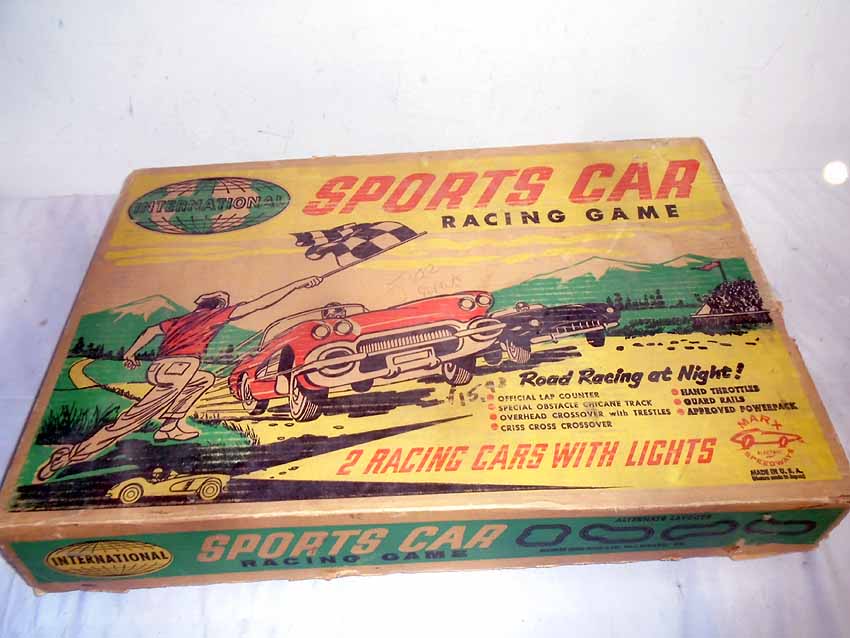 INTERNATIONAL
SPORTS CAR
RACING GAME
Road Racing at Night!
OFFICIAL LAP COUNTER
SPECIAL OBSTACLE CHICANE TRACK
OVERHEAD CROSSOVER with TRESTLES
CRISS CROSS CROSSOVER
HAND THROTTLES
GUARD RAILS
APPROVED POWERPACK
2 RACING CARS WITH LIGHTS
MARX
ELECTRIC
SPEEDWAYS
MADE IN U.S.A.
INTERNATIONAL
SPORTS CAR
RACING GAME
ALTERNATE LAYOUTS